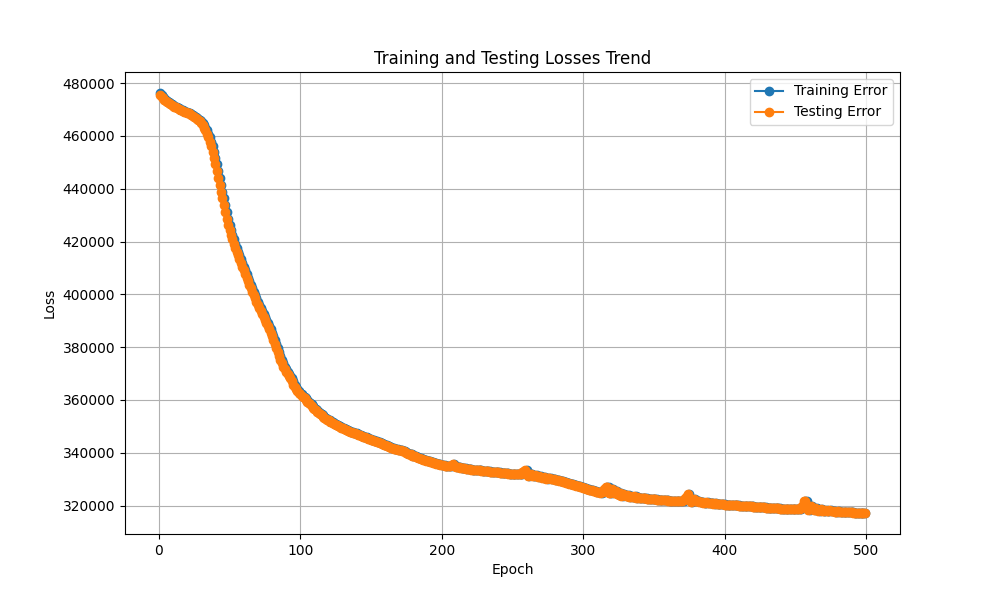 Training and Testing Losses Trend
480000
460000
440000
420000
400000
380000
360000
340000
320000
Loss
Training Error
Testing Error
0 100 200 300 400 500
Epoch